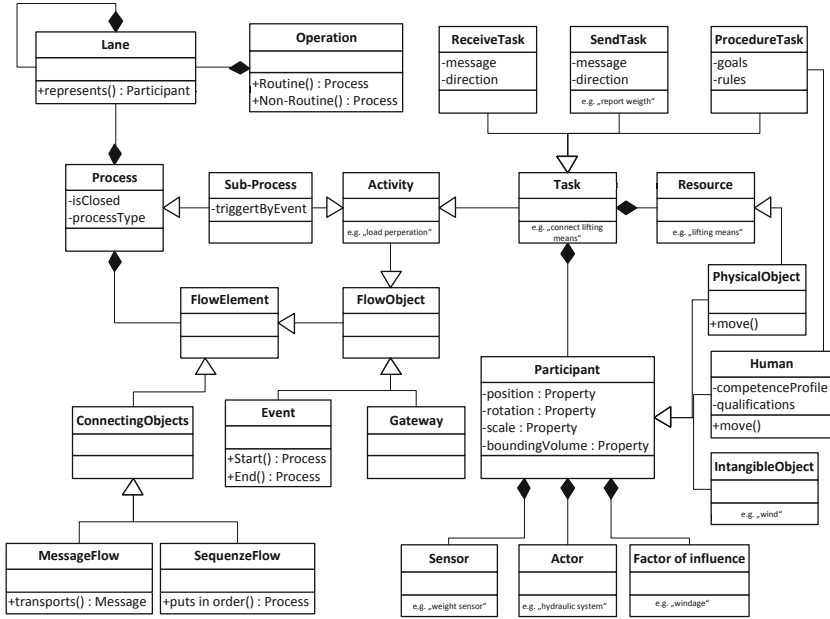 Lane
+represents() : Participant
Operation
+Routine() : Process
+Non-Routine() : Process
ReceiveTask
-message
-direction
SendTask
-message
-direction
e.g. „report weigth“
ProcedureTask
-goals
-rules
Process
-isClosed
-processType
Sub-Process
-triggertByEvent
Activity
e.g. „load perperation“
Task
e.g. „connect lifting
means“
Resource
e.g. „lifting means“
PhysicalObject
+move()
FlowElement
FlowObject
Participant
-position : Property
-rotation : Property
-scale : Property
-boundingVolume : Property
Human
-competenceProfile
-qualifications
+move()
ConnectingObjects
Event
+Start() : Process
+End() : Process
Gateway
IntangibleObject
e.g. „wind“
MessageFlow
+transports() : Message
SequenzeFlow
+puts in order() : Process
Sensor
e.g. „weight sensor“
Actor
e.g. „hydraulic system“
Factor of influence
e.g. „windage“